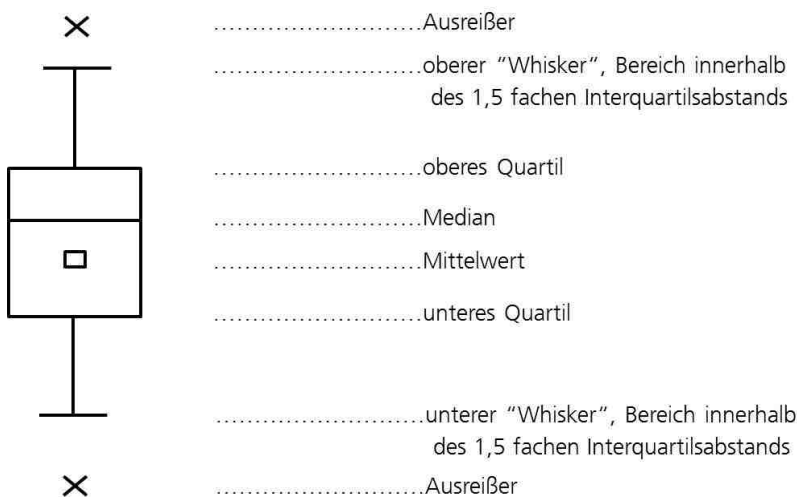 ........................Ausreißer
........................oberer “Whisker“, Bereich innerhalb
des 1,5 fachen Interquartilsabstands
........................oberes Quartil
........................Median
........................Mittelwert
........................unteres Quartil
........................unterer “Whisker“, Bereich innerhalb
des 1,5 fachen Interquartilsabstands
........................Ausreißer